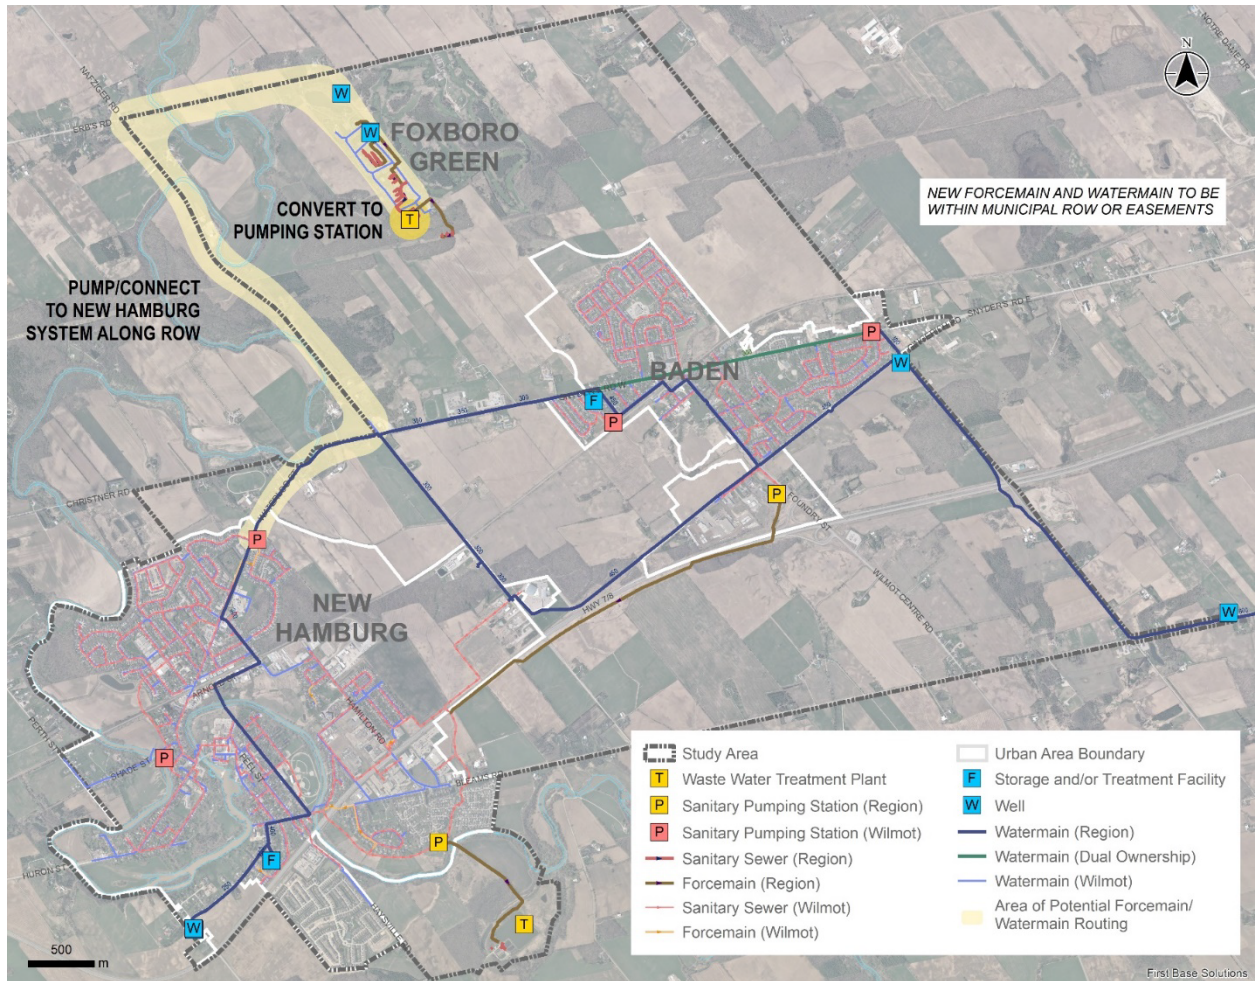 N
NOTRE DAME DR
NAFZIGER RD
ERB'S RD
W
W
FOXBORO
GREEN
CONVERT TO
PUMPING STATION
T
NEW FORCEMAIN AND WATERMAIN TO BE
WITHIN MUNICIPAL ROW OR EASEMENTS
PUMP/CONNECT
TO NEW HAMBURG
SYSTEM ALONG ROW
SNYDER'S RD E
P
W
BADEN
F
P
300
CHRISTNER RD
P
FOUNDRY ST
P
300
NEW
HAMBURG
HWY 7/8
WILMOT CENTRE RD
W
PERTH ST
HAMILTON RD
P
SHADE ST
PEEL ST
BLEAMS RD
P
HURON ST
F
W
T
Study Area
T Waste Water Treatment Plant
P Sanitary Pumping Station (Region)
P Sanitary Pumping Station (Wilmot)
Sanitary Sewer (Region)
Forcemain (Region)
Sanitary Sewer (Wilmot)
Forcemain (Wilmot)
Urban Area Boundary
F Storage and/or Treatment Facility
W Well
Watermain (Region)
Watermain (Dual Ownership)
Watermain (Wilmot)
Area of Potential Forcemain/
Watermain Routing
500
m
First Base Solutions